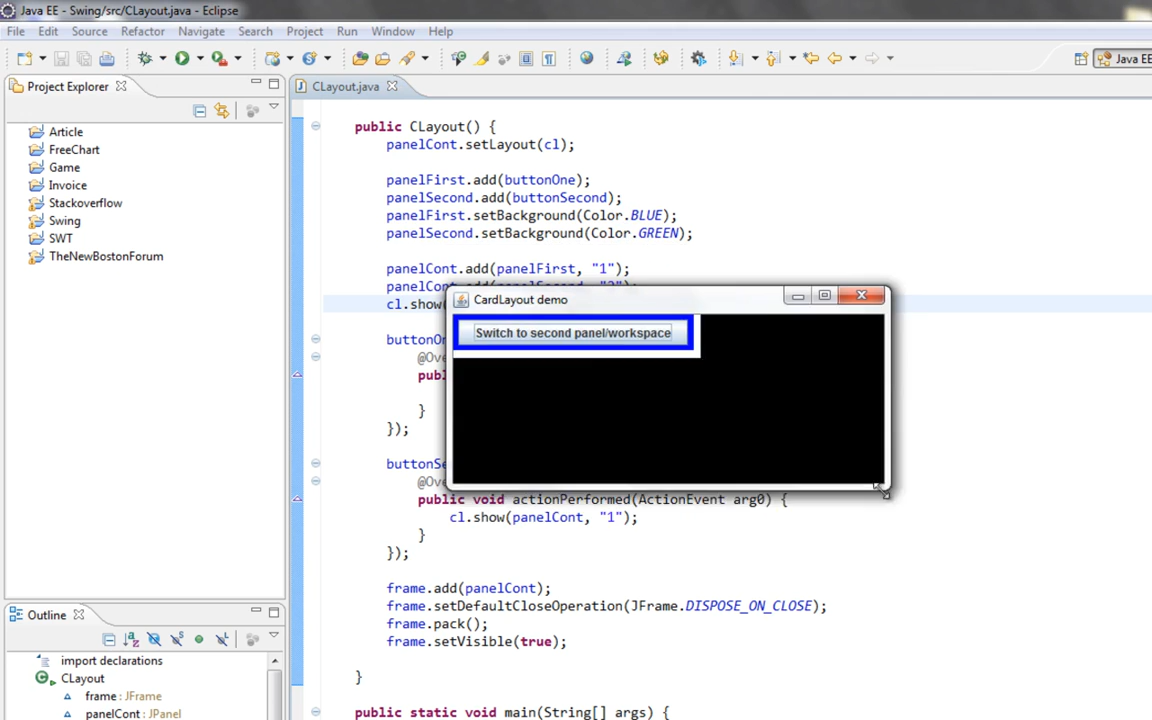 Java EE - Swing/src/CLayout.java - Eclipse
File Edit Source Refactor Navigate Search Project Run Window Help
Java EE
Project Explorer
CLayout.java
Article
FreeChart
Game
Invoice
Stackoverflow
Swing
SWT
TheNewBostonForum
public CLayout() {
panelCont.setLayout(cl);
panelFirst.add(buttonOne);
panelSecond.add(buttonSecond);
panelFirst.setBackground(Color.BLUE);
panelSecond.setBackground(Color.GREEN);
panelCont.add(panelFirst, "1");
cl.show
CardLayout demo
Switch to second panel/workspace
}
});
@Ove
public void actionPerformed(ActionEvent arg0) {
cl.show(panelCont, "1");
}
});
frame.add(panelCont);
frame.setDefaultCloseOperation(JFrame.DISPOSE_ON_CLOSE);
frame.pack();
frame.setVisible(true);
}
public static void main(String[] args) {
Outline
import declarations
CLayout
frame : JFrame
panelCont : JPanel